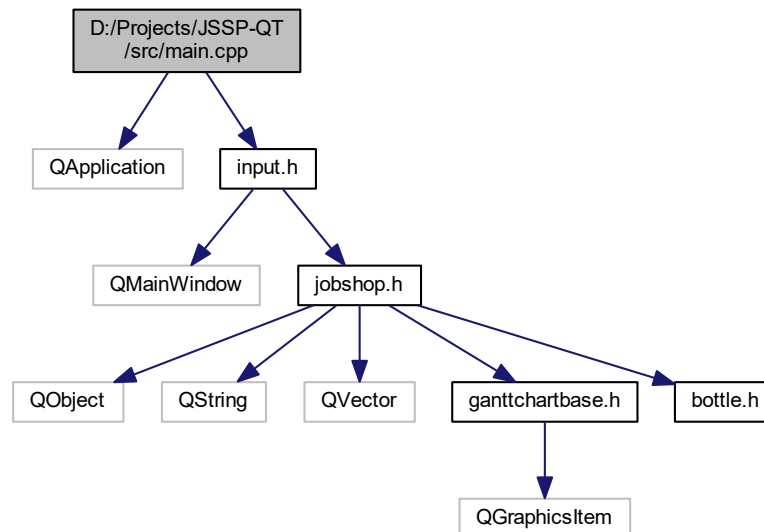 D:/Projects/JSSP-QT
/src/main.cpp
QApplication
input.h
QMainWindow
jobshop.h
QObject
QString
QVector
ganttchartbase.h
bottle.h
QGraphicsItem